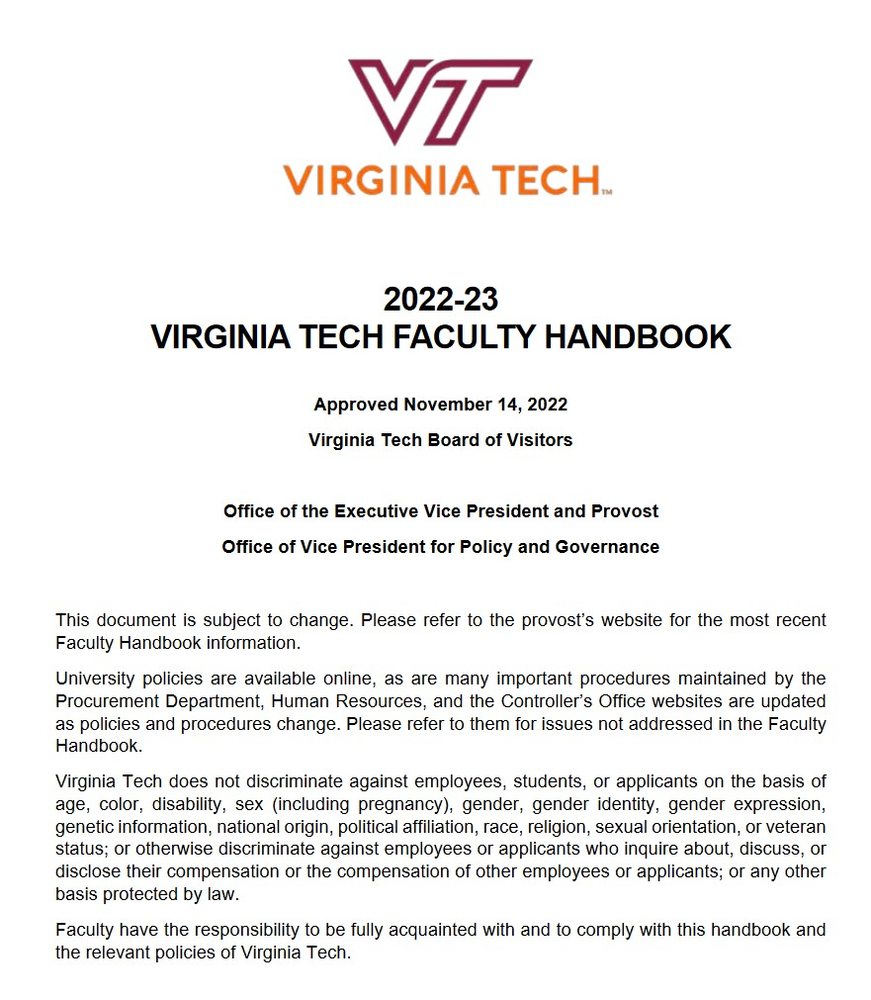 VT
VIRGINIA TECH™
2022-23
VIRGINIA TECH FACULTY HANDBOOK
Approved November 14, 2022
Virginia Tech Board of Visitors
Office of the Executive Vice President and Provost
Office of Vice President for Policy and Governance
This document is subject to change. Please refer to the provost’s website for the most recent
Faculty Handbook information.
University policies are available online, as are many important procedures maintained by the
Procurement Department, Human Resources, and the Controller’s Office websites are updated
as policies and procedures change. Please refer to them for issues not addressed in the Faculty
Handbook.
Virginia Tech does not discriminate against employees, students, or applicants on the basis of
age, color, disability, sex (including pregnancy), gender, gender identity, gender expression,
genetic information, national origin, political affiliation, race, religion, sexual orientation, or veteran
status; or otherwise discriminate against employees or applicants who inquire about, discuss, or
disclose their compensation or the compensation of other employees or applicants; or any other
basis protected by law.
Faculty have the responsibility to be fully acquainted with and to comply with this handbook and
the relevant policies of Virginia Tech.